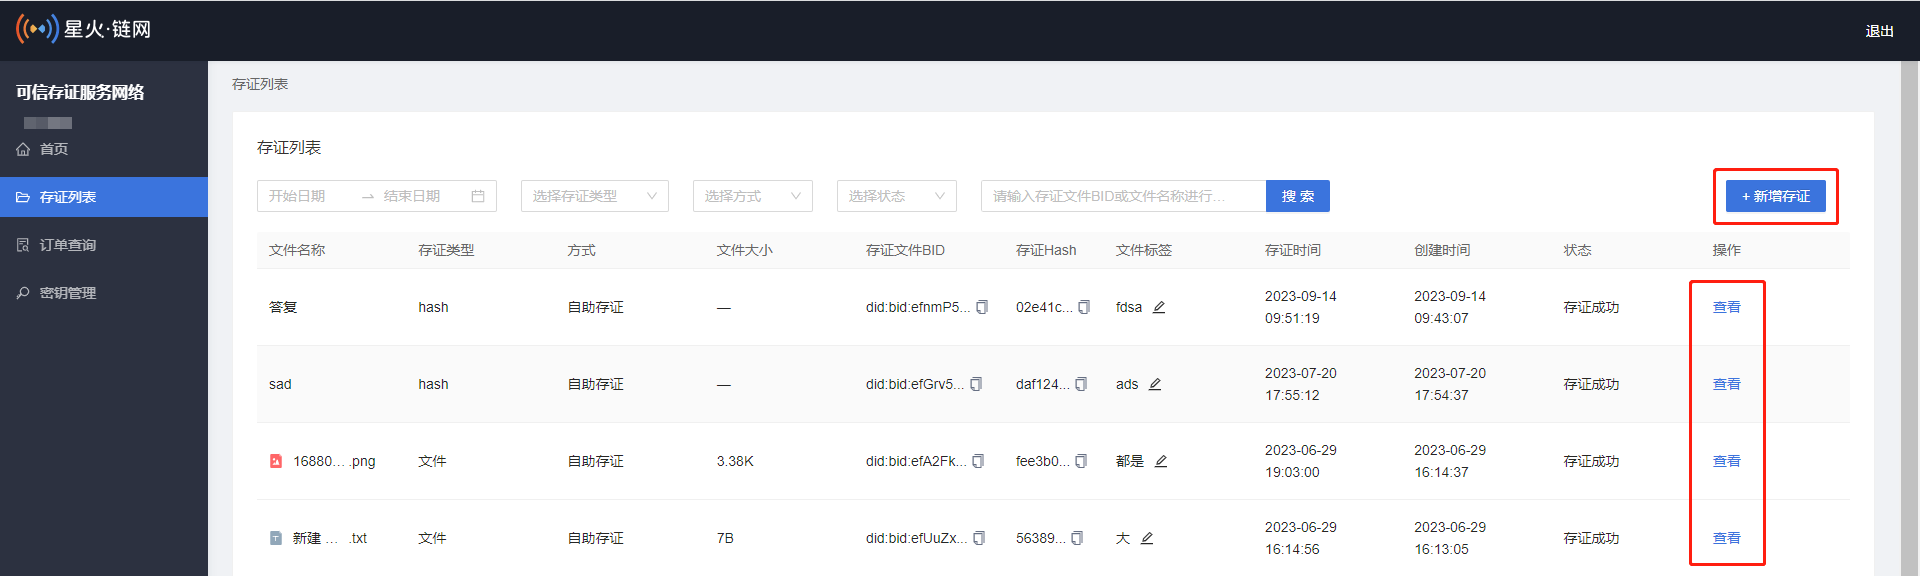 星火·链网
退出
可信存证服务网络
首页
存证列表
订单查询
密钥管理
存证列表
存证列表
开始日期 → 结束日期 选择存证类型 选择方式 选择状态 请输入存证文件BID或文件名称进行... 搜 索 + 新增存证
文件名称 存证类型 方式 文件大小 存证文件BID 存证Hash 文件标签 存证时间 创建时间 状态 操作
答复 hash 自助存证 — did:bid:efnmP5... 02e41c... fdsa 2023-09-14 09:51:19 2023-09-14 09:43:07 存证成功 查看
sad hash 自助存证 — did:bid:efGrv5... daf124... ads 2023-07-20 17:55:12 2023-07-20 17:54:37 存证成功 查看
16880... .png 文件 自助存证 3.38K did:bid:efA2Fk... fee3b0... 都是 2023-06-29 19:03:00 2023-06-29 16:14:37 存证成功 查看
新建 ... .txt 文件 自助存证 7B did:bid:efUuZx... 56389... 大 2023-06-29 16:14:56 2023-06-29 16:13:05 存证成功 查看